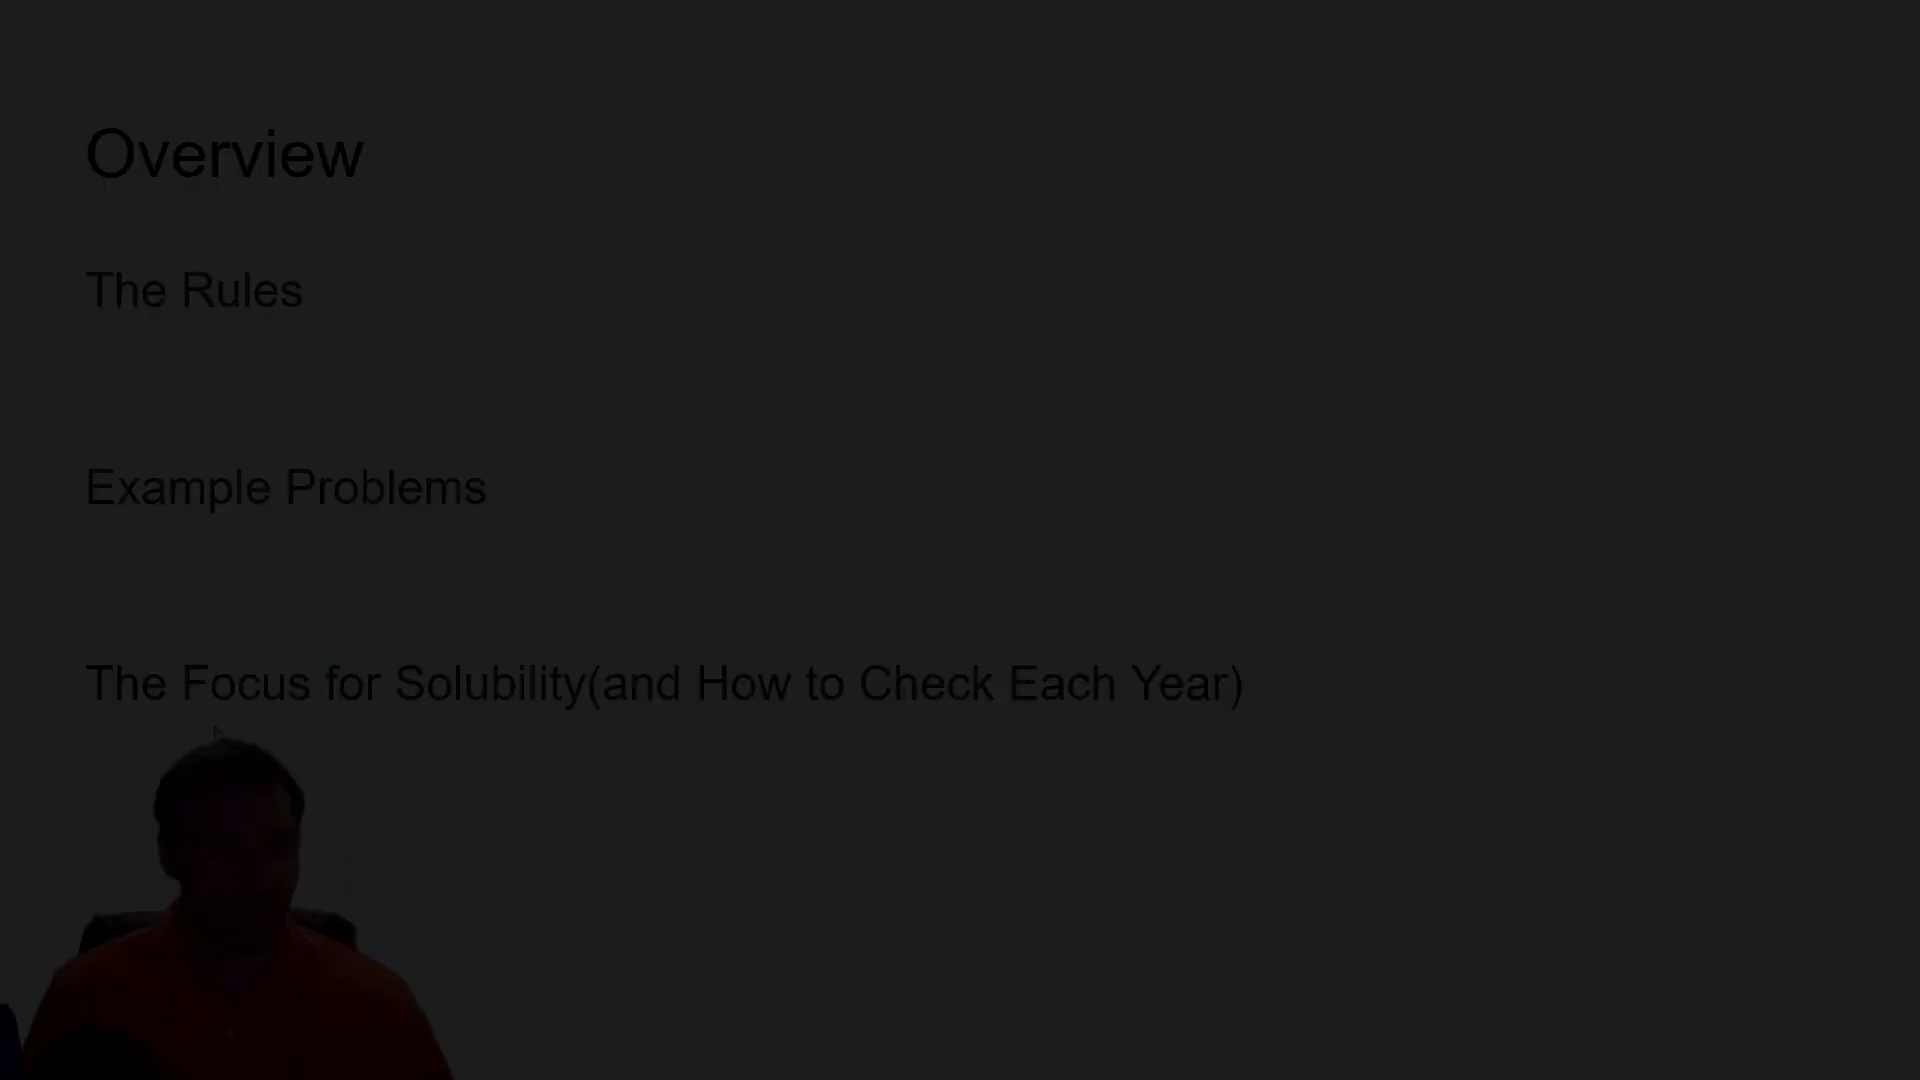 Overview
The Rules
Example Problems
The Focus for Solubility(and How to Check Each Year)